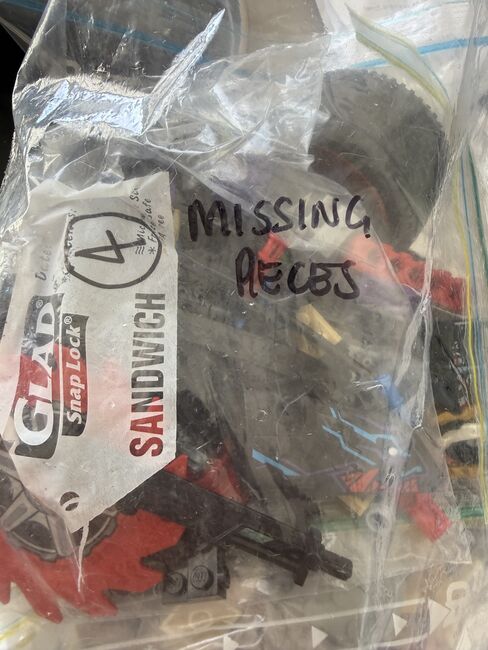 MISSING
PIECES
4
GLAD®
Snap Lock®
SANDWICH